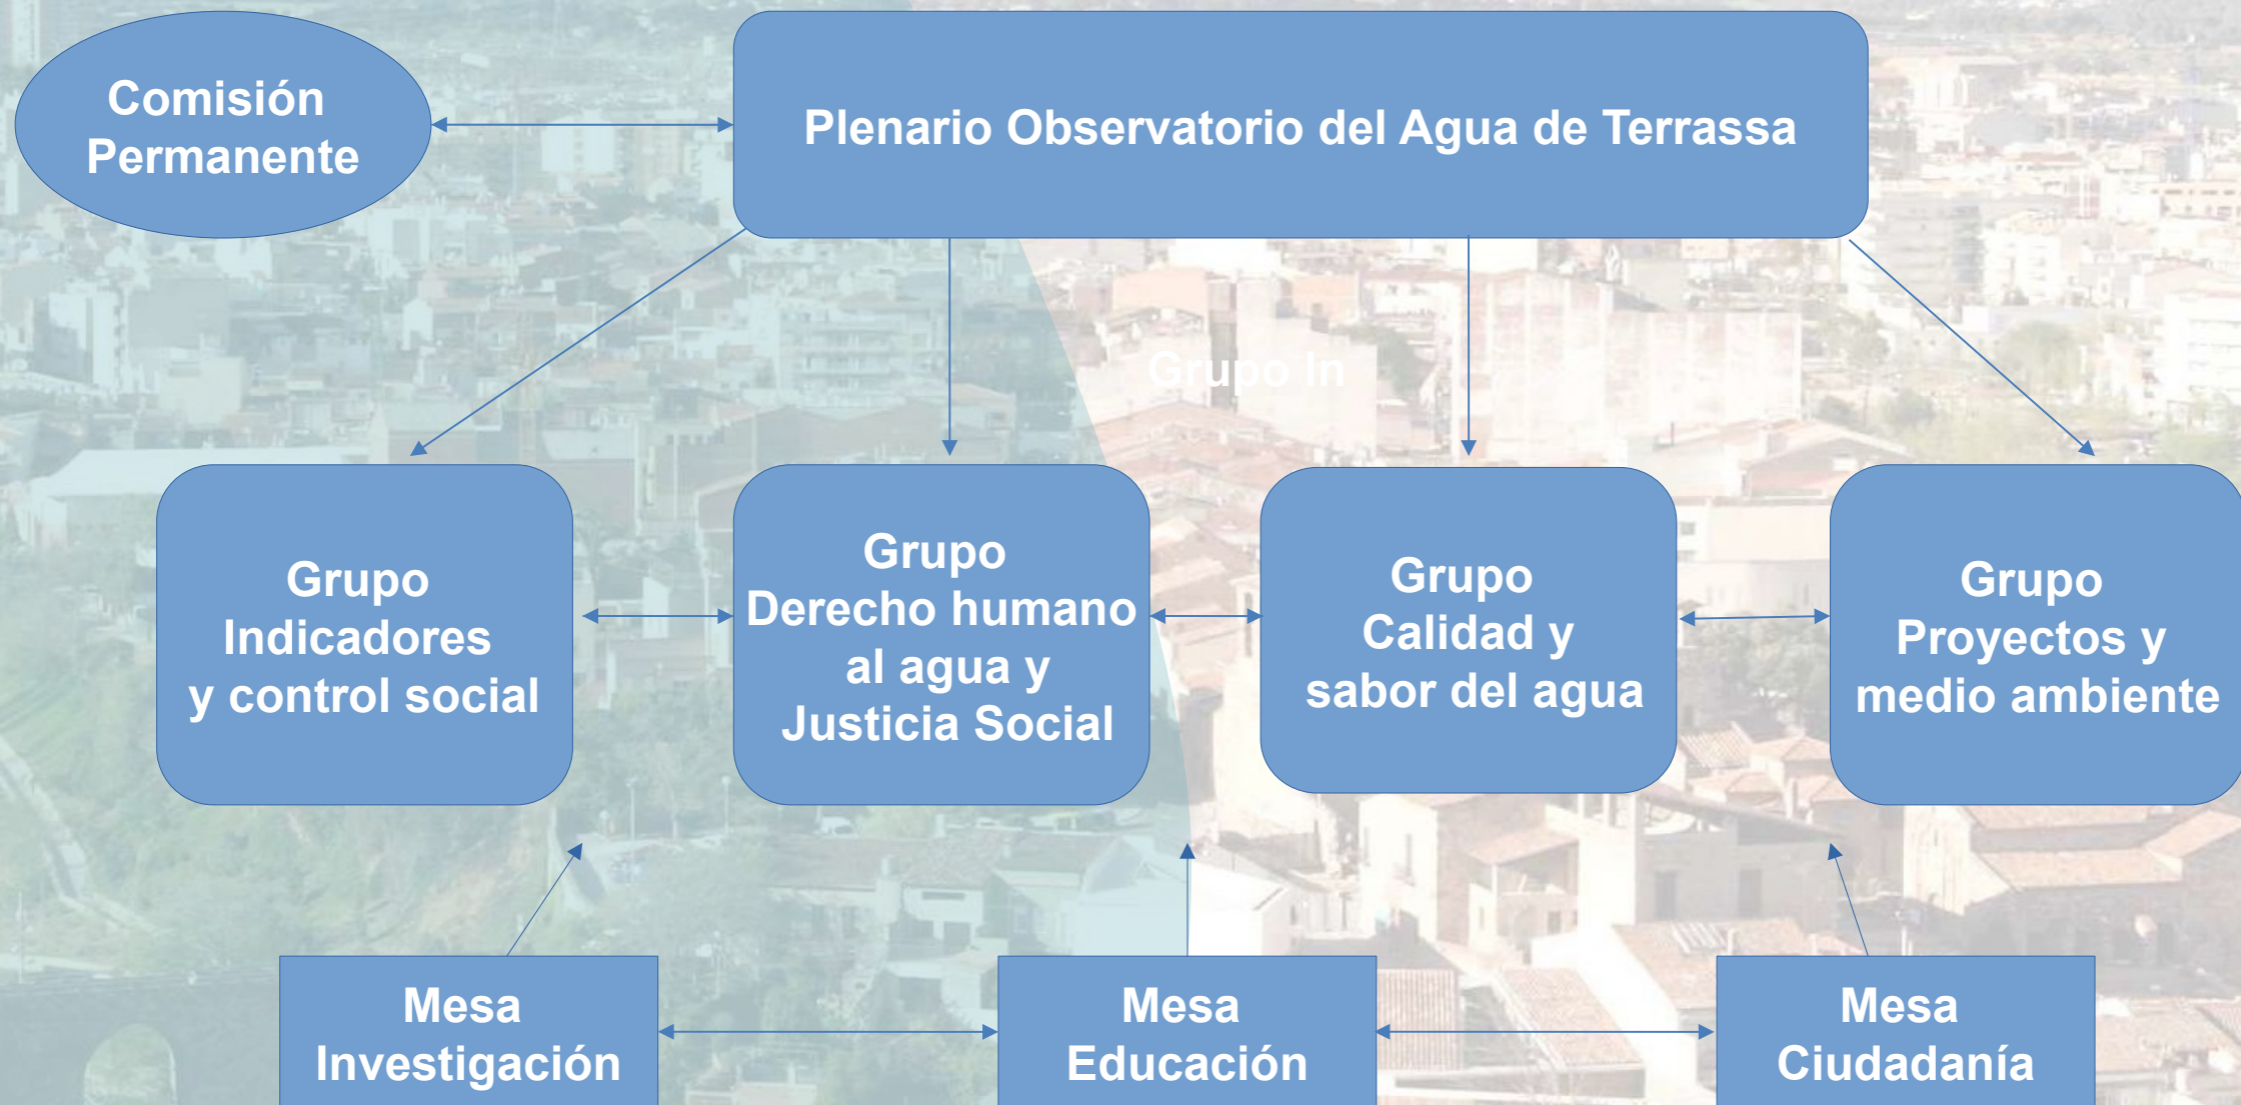 Comisión
Permanente
Plenario Observatorio del Agua de Terrassa
Grupo In
Grupo
Indicadores
y control social
Grupo
Derecho humano
al agua y
Justicia Social
Grupo
Calidad y
sabor del agua
Grupo
Proyectos y
medio ambiente
Mesa
Investigación
Mesa
Educación
Mesa
Ciudadanía